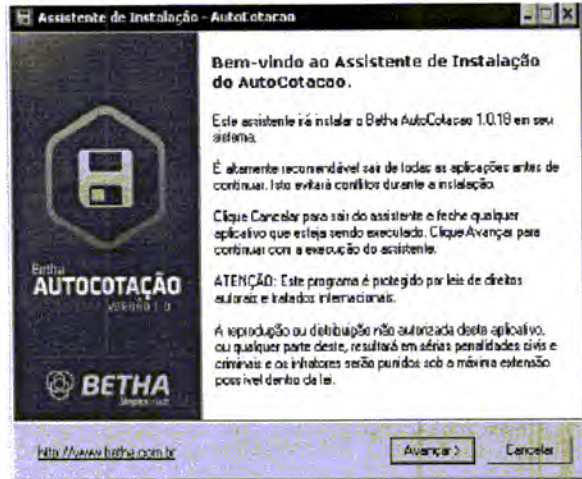 Assistente de Instalação - AutoCotacao
Bem-vindo ao Assistente de Instalação
do AutoCotacao.
Este assistente irá instalar o Betha AutoCotacao 1.0.18 em seu
sistema.
É altamente recomendável sair de todas as aplicações antes de
continuar. Isto evitará conflitos durante a instalação.
Clique Cancelar para sair do assistente e feche qualquer
aplicativo que esteja sendo executado. Clique Avançar para
continuar com a execução do assistente.
ATENÇÃO: Este programa é protegido por leis de direitos
autorais e tratados internacionais.
A reprodução ou distribuição não autorizada deste aplicativo,
ou qualquer parte deste, resultará em sérias penalidades civis e
criminais e os infratores serão punidos sob a máxima extensão
possível dentro da lei.
Betha
AUTOCOTAÇÃO
VERSÃO 1.0
BETHA
http://www.betha.com.br
Avançar >
Cancelar